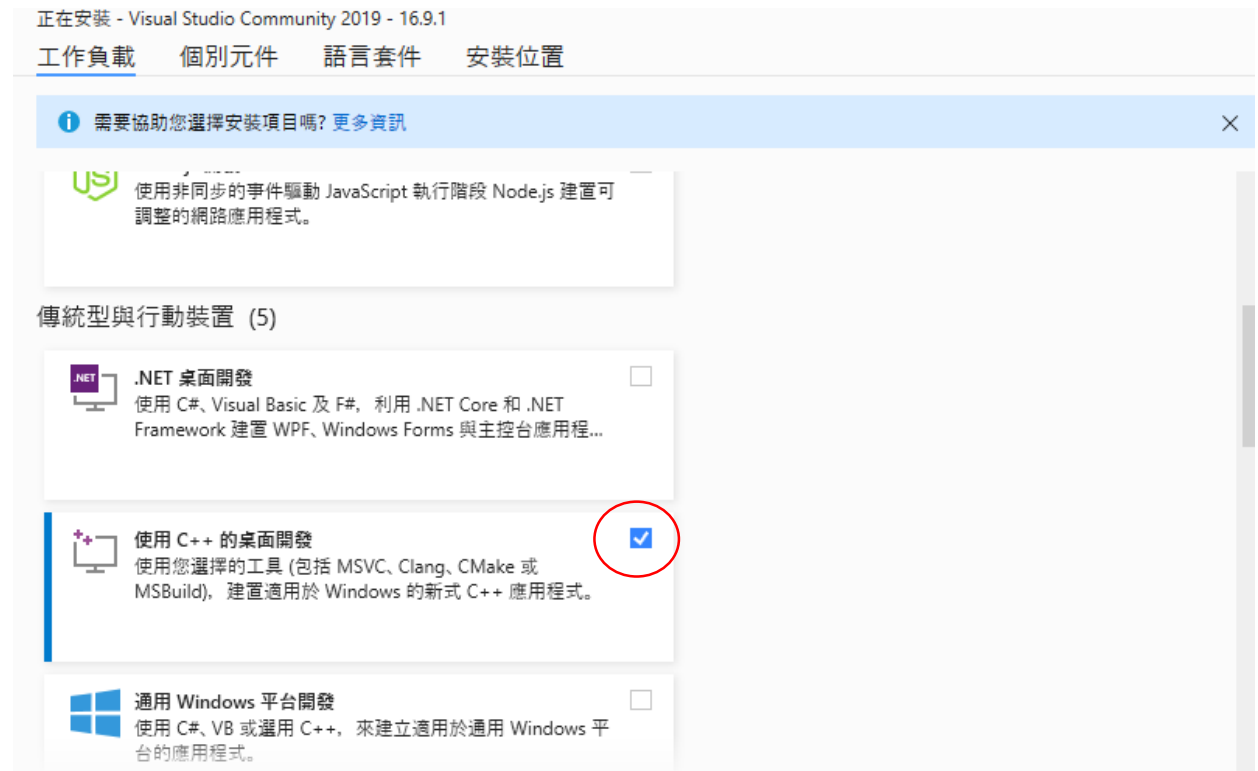 正在安裝 - Visual Studio Community 2019 - 16.9.1
工作負載 個別元件 語言套件 安裝位置
需要協助您選擇安裝項目嗎? 更多資訊
使用非同步的事件驅動 JavaScript 執行階段 Node.js 建置可
調整的網路應用程式。
傳統型與行動裝置 (5)
.NET
.NET 桌面開發
使用 C#、Visual Basic 及 F#，利用 .NET Core 和 .NET
Framework 建置 WPF、Windows Forms 與主控台應用程...
使用 C++ 的桌面開發
使用您選擇的工具 (包括 MSVC、Clang、CMake 或
MSBuild)，建置適用於 Windows 的新式 C++ 應用程式。
通用 Windows 平台開發
使用 C#、VB 或選用 C++，來建立適用於通用 Windows 平
台的應用程式。